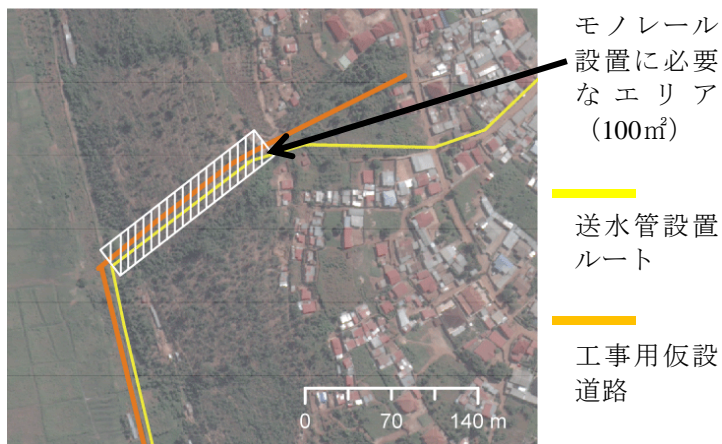 モノレール
設置に必要
なエリア
（100㎡）
送水管設置
ルート
工事用仮設
道路
0 70 140 m